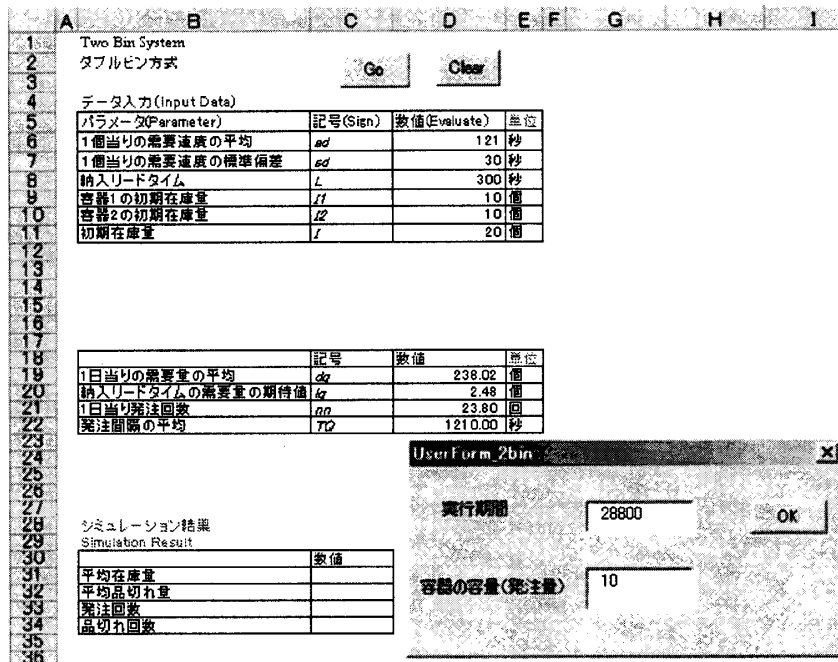 A B C D E F G H I
1 Two Bin System
2 ダブルビン方式 Go Clear
3
4 データ入力(Input Data)
5 パラメータ(Parameter) 記号(Sign) 数値(Evaluate) 単位
6 1個当りの需要速度の平均 ad 121 秒
7 1個当りの需要速度の標準偏差 sd 30 秒
8 納入リードタイム L 300 秒
9 容器1の初期在庫量 I1 10 個
10 容器2の初期在庫量 I2 10 個
11 初期在庫量 I 20 個
12
13
14
15
16
17
18 記号 数値 単位
19 1日当りの需要量の平均 dq 238.02 個
20 納入リードタイムの需要量の期待値 lq 2.48 個
21 1日当り発注回数 nn 23.80 回
22 発注間隔の平均 TQ 1210.00 秒
23
24 UserForm_2bin
25
26
27 実行期間 28800 OK
28 シミュレーション結果
29 Simulation Result
30 数値
31 平均在庫量
32 平均品切れ量 容器の容量(発注量) 10
33 発注回数
34 品切れ回数
35
36